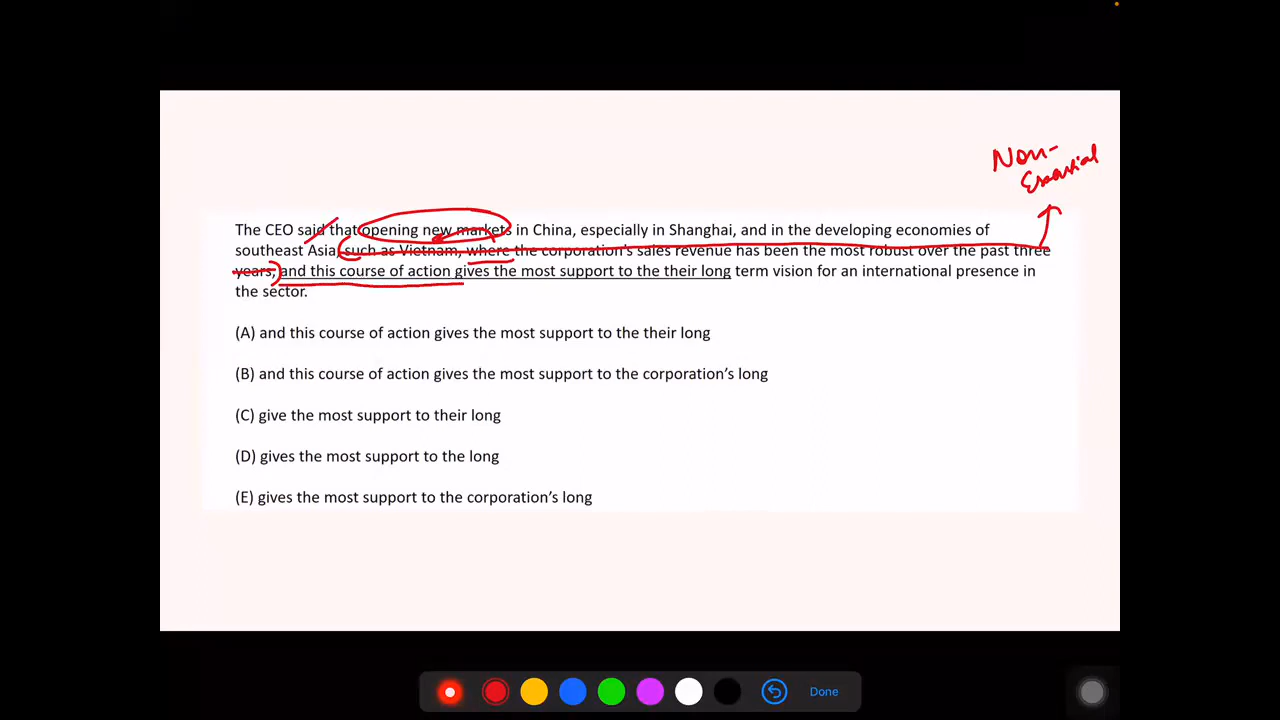 Non-
Essential
The CEO said that opening new markets in China, especially in Shanghai, and in the developing economies of
southeast Asia, such as Vietnam, where the corporation's sales revenue has been the most robust over the past three
years, and this course of action gives the most support to the their long term vision for an international presence in
the sector.
(A) and this course of action gives the most support to the their long
(B) and this course of action gives the most support to the corporation's long
(C) give the most support to their long
(D) gives the most support to the long
(E) gives the most support to the corporation's long
Done